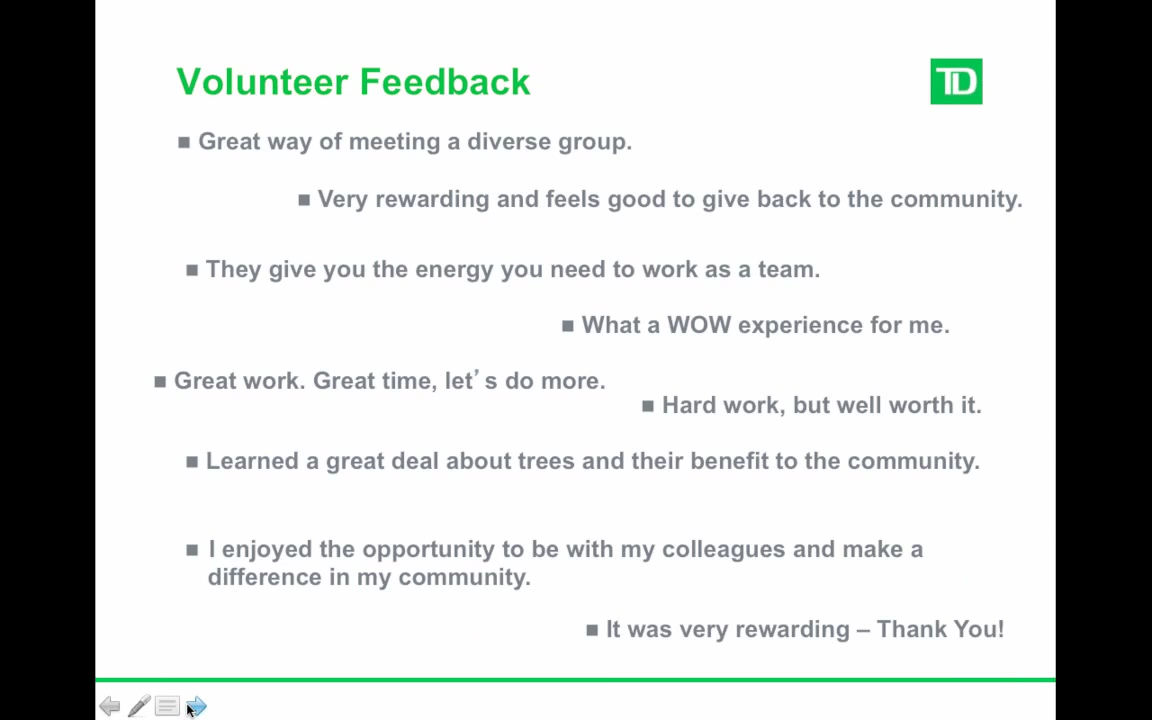 Volunteer Feedback
TD
■ Great way of meeting a diverse group.
■ Very rewarding and feels good to give back to the community.
■ They give you the energy you need to work as a team.
■ What a WOW experience for me.
■ Great work. Great time, let’s do more.
■ Hard work, but well worth it.
■ Learned a great deal about trees and their benefit to the community.
■ I enjoyed the opportunity to be with my colleagues and make a
difference in my community.
■ It was very rewarding – Thank You!